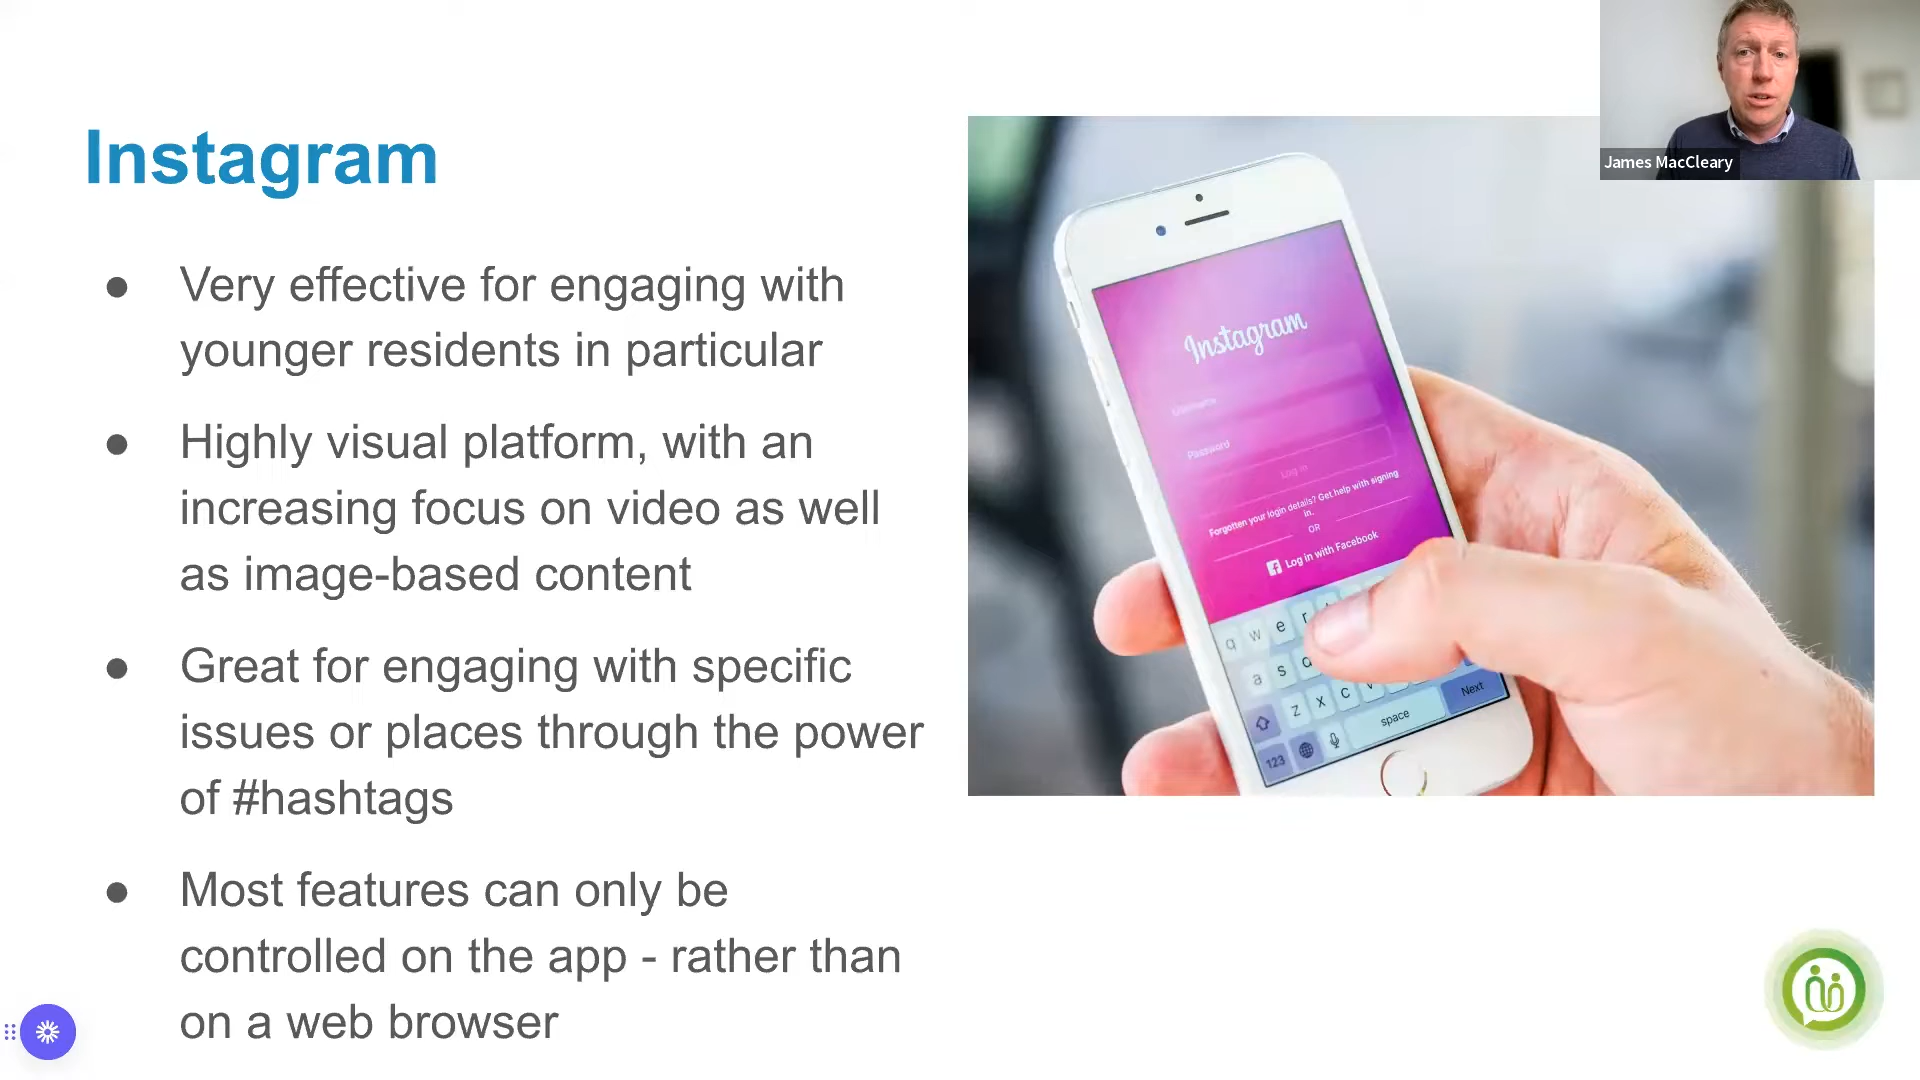 James MacCleary
Instagram
● Very effective for engaging with
younger residents in particular
● Highly visual platform, with an
increasing focus on video as well
as image-based content
● Great for engaging with specific
issues or places through the power
of #hashtags
● Most features can only be
controlled on the app - rather than
on a web browser
Instagram
Username
Password
Log in
Forgotten your login details? Get help with signing
in.
OR
Log in with Facebook
q w e r
a s
z x c v
Next
123 space